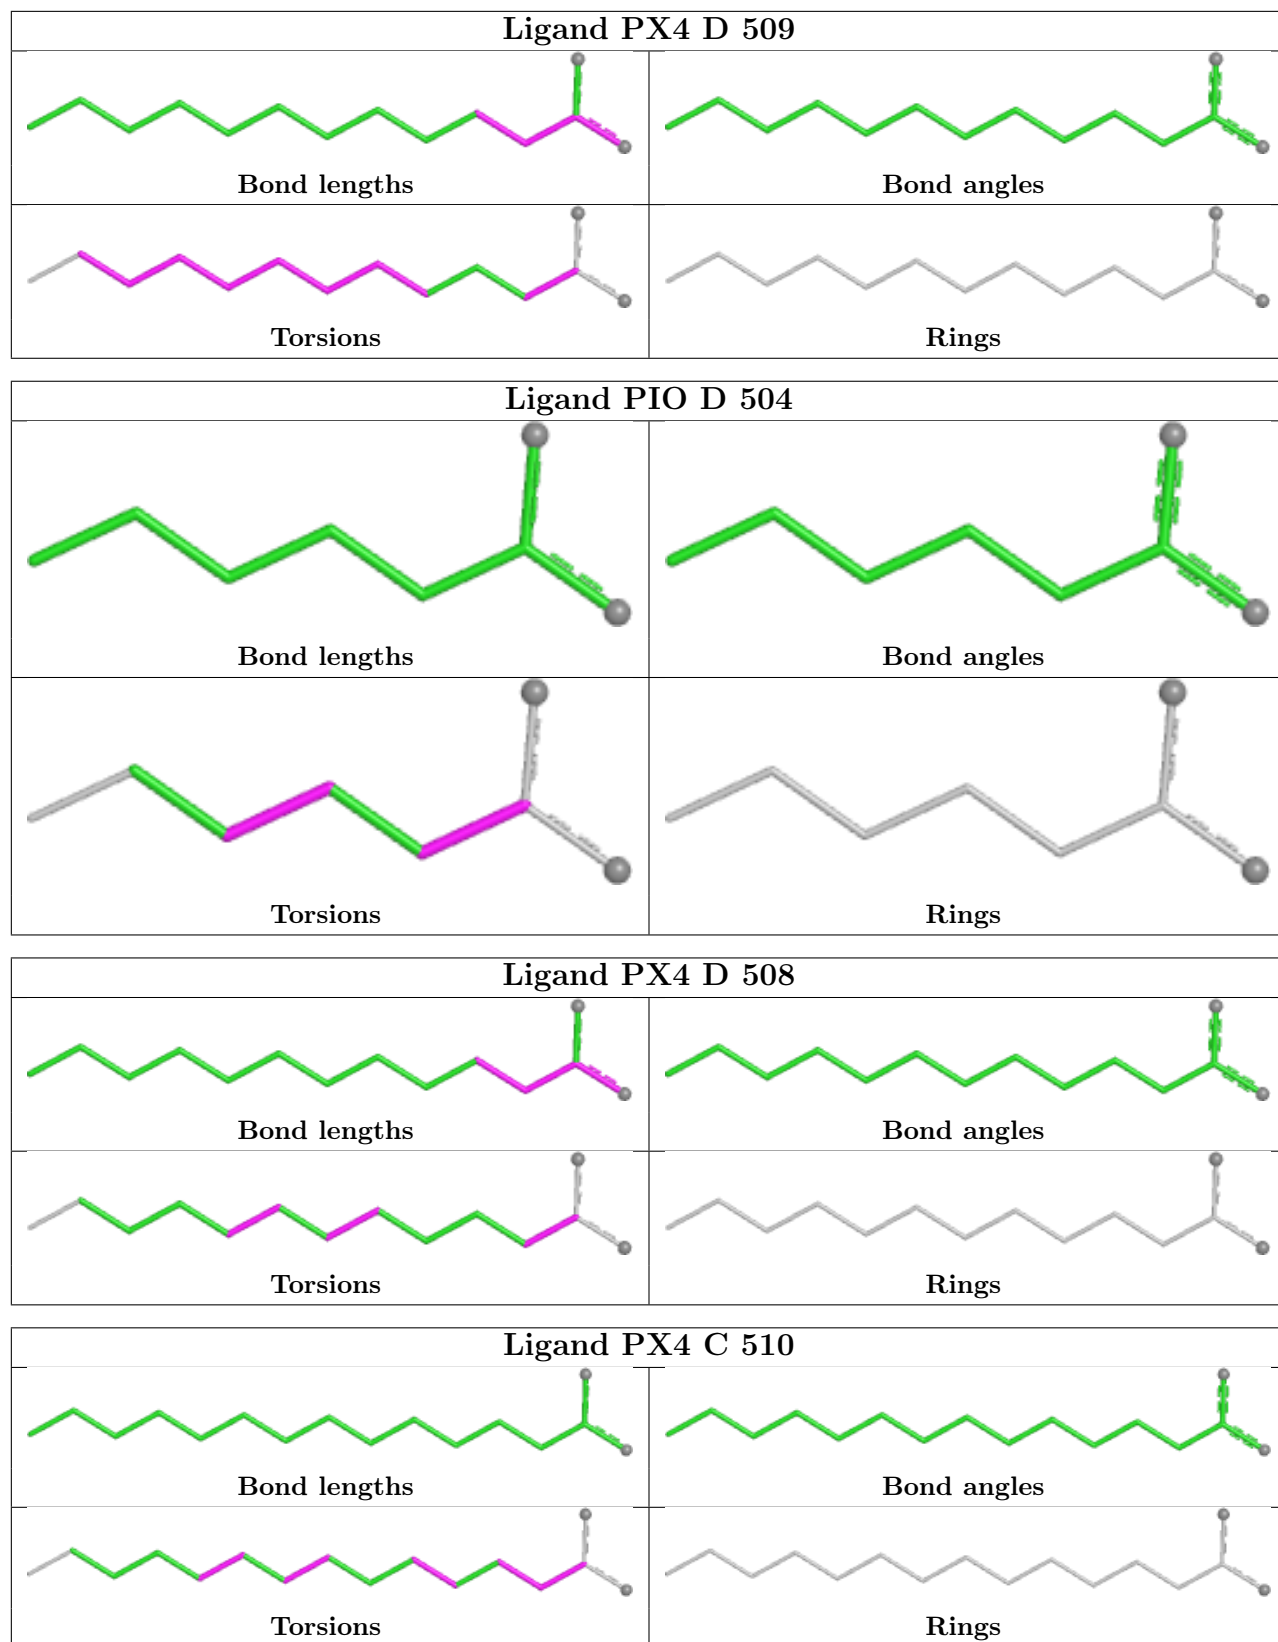 Ligand PX4 D 509
Bond lengths
Bond angles
Torsions
Rings
Ligand PIO D 504
Bond lengths
Bond angles
Torsions
Rings
Ligand PX4 D 508
Bond lengths
Bond angles
Torsions
Rings
Ligand PX4 C 510
Bond lengths
Bond angles
Torsions
Rings